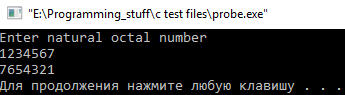 "E:\Programming_stuff\c test files\probe.exe"
Enter natural octal number
1234567
7654321
Для продолжения нажмите любую клавишу . . .